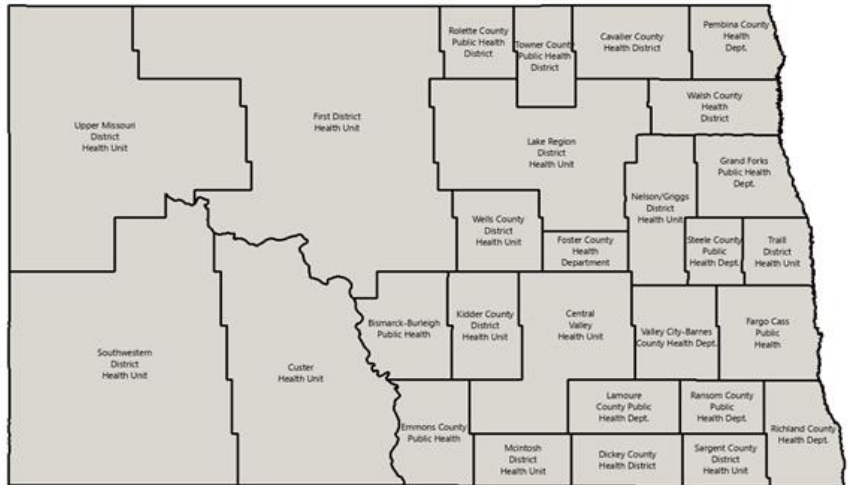 Rolette County
Public Health
District
Towner County
Public Health
District
Cavalier County
Health District
Pembina County
Health
Dept.
Upper Missouri
District
Health Unit
First District
Health Unit
Walsh County
Health
District
Lake Region
District
Health Unit
Grand Forks
Public Health
Dept.
Nelson/Griggs
District
Health Unit
Wells County
District
Health Unit
Foster County
Health
Department
Steele County
Public
Health Dept.
Traill
District
Health Unit
Southwestern
District
Health Unit
Custer
Health Unit
Bismarck-Burleigh
Public Health
Kidder County
District
Health Unit
Central
Valley
Health Unit
Valley City-Barnes
County Health Dept.
Fargo Cass
Public
Health
Emmons County
Public Health
Lamoure
County Public
Health Dept.
Ransom County
Public
Health Dept.
Richland County
Health Dept.
McIntosh
District
Health Unit
Dickey County
Health District
Sargent County
District
Health Unit